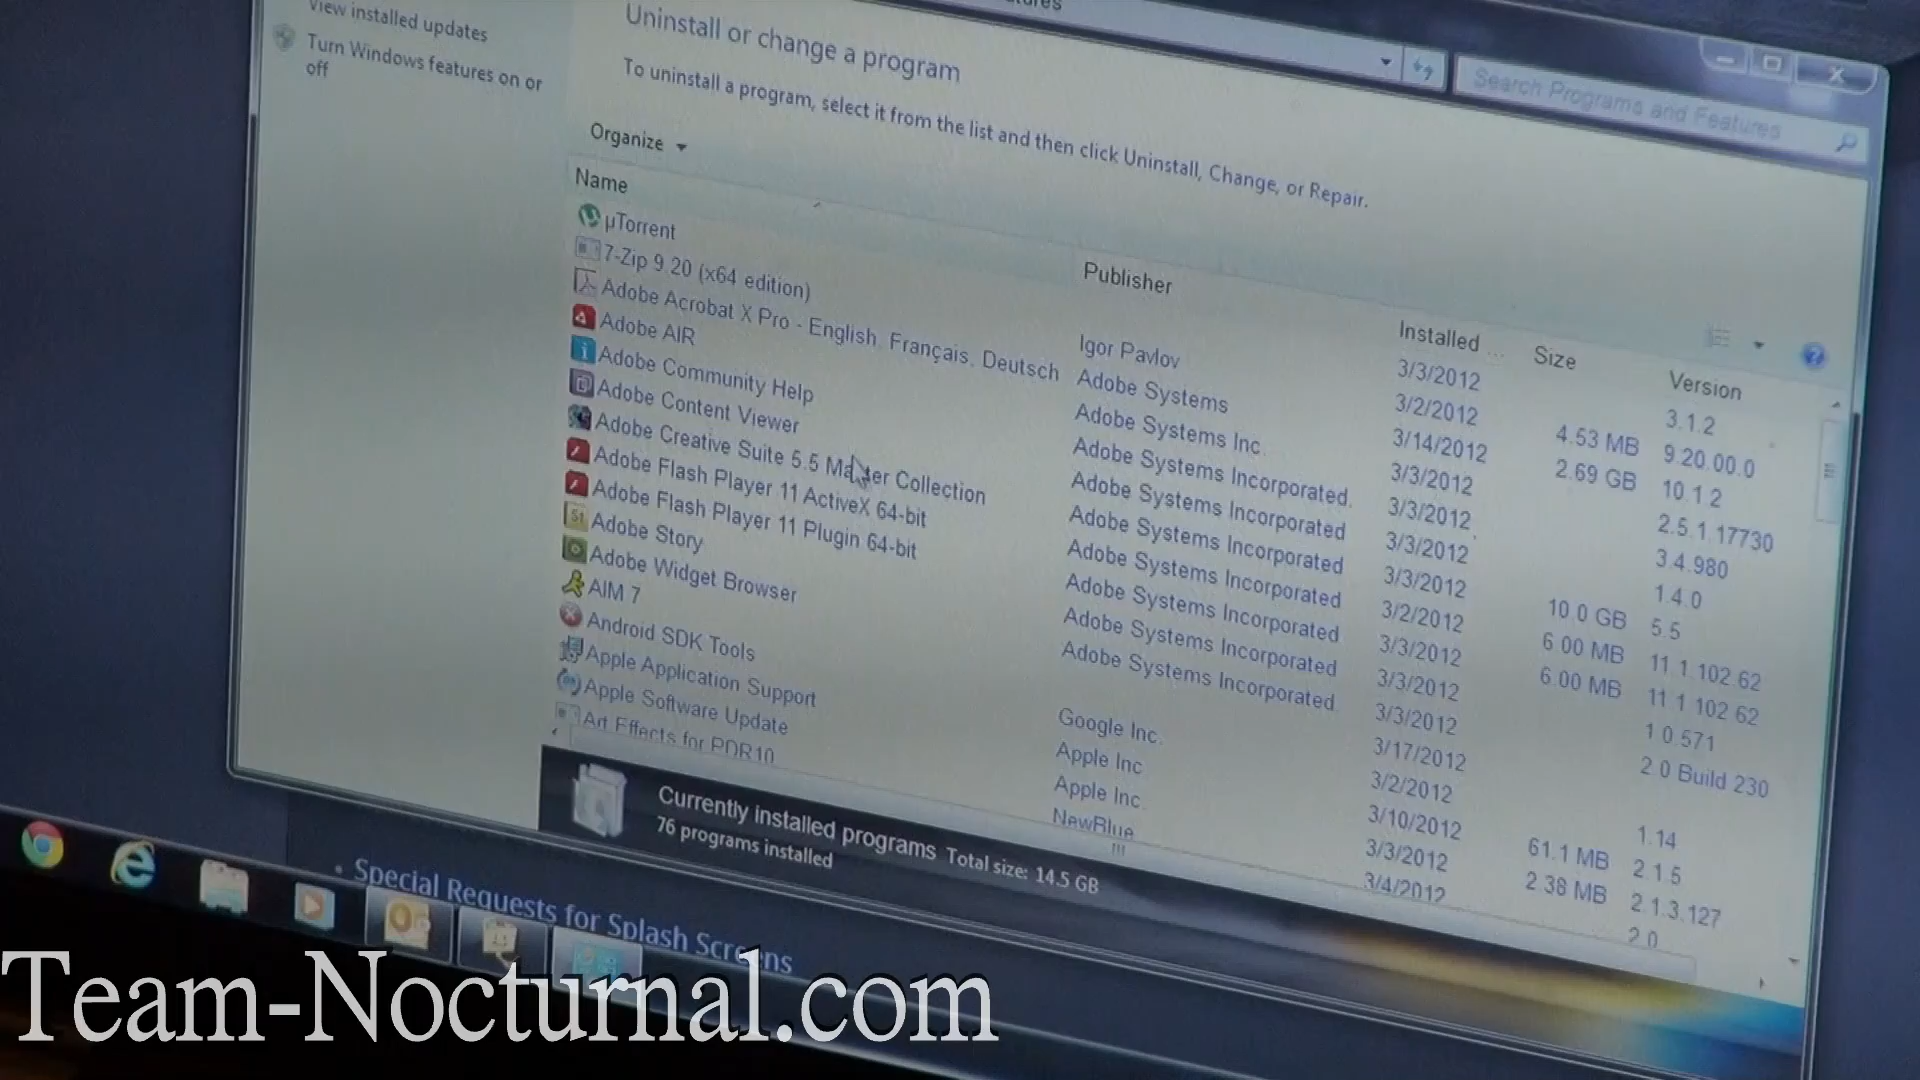 View installed updates
Turn Windows features on or
off
Uninstall or change a program
To uninstall a program, select it from the list and then click Uninstall, Change, or Repair.
Search Programs and Features
Organize
Name Publisher Installed ... Size Version
µTorrent 3/3/2012 3.1.2
7-Zip 9.20 (x64 edition) Igor Pavlov 3/2/2012 4.53 MB 9.20.00.0
Adobe Acrobat X Pro - English, Français, Deutsch Adobe Systems 3/14/2012 2.69 GB 10.1.2
Adobe AIR Adobe Systems Inc. 3/3/2012 2.5.1.17730
Adobe Community Help Adobe Systems Incorporated. 3/3/2012 3.4.980
Adobe Content Viewer Adobe Systems Incorporated 3/3/2012 1.4.0
Adobe Creative Suite 5.5 Master Collection Adobe Systems Incorporated 3/3/2012 10.0 GB 5.5
Adobe Flash Player 11 ActiveX 64-bit Adobe Systems Incorporated 3/2/2012 6.00 MB 11.1.102.62
Adobe Flash Player 11 Plugin 64-bit Adobe Systems Incorporated 3/3/2012 6.00 MB 11.1.102.62
Adobe Story Adobe Systems Incorporated 3/3/2012 1.0.571
Adobe Widget Browser Adobe Systems Incorporated. 3/3/2012 2.0 Build 230
AIM 7 3/17/2012
Android SDK Tools Google Inc. 3/2/2012 1.14
Apple Application Support Apple Inc. 3/10/2012 61.1 MB 2.1.5
Apple Software Update Apple Inc. 3/3/2012 2.38 MB 2.1.3.127
Art Effects for PDR10 NewBlue 3/4/2012 2.0
Currently installed programs Total size: 14.5 GB
76 programs installed
Special Requests for Splash Screens
Team-Nocturnal.com